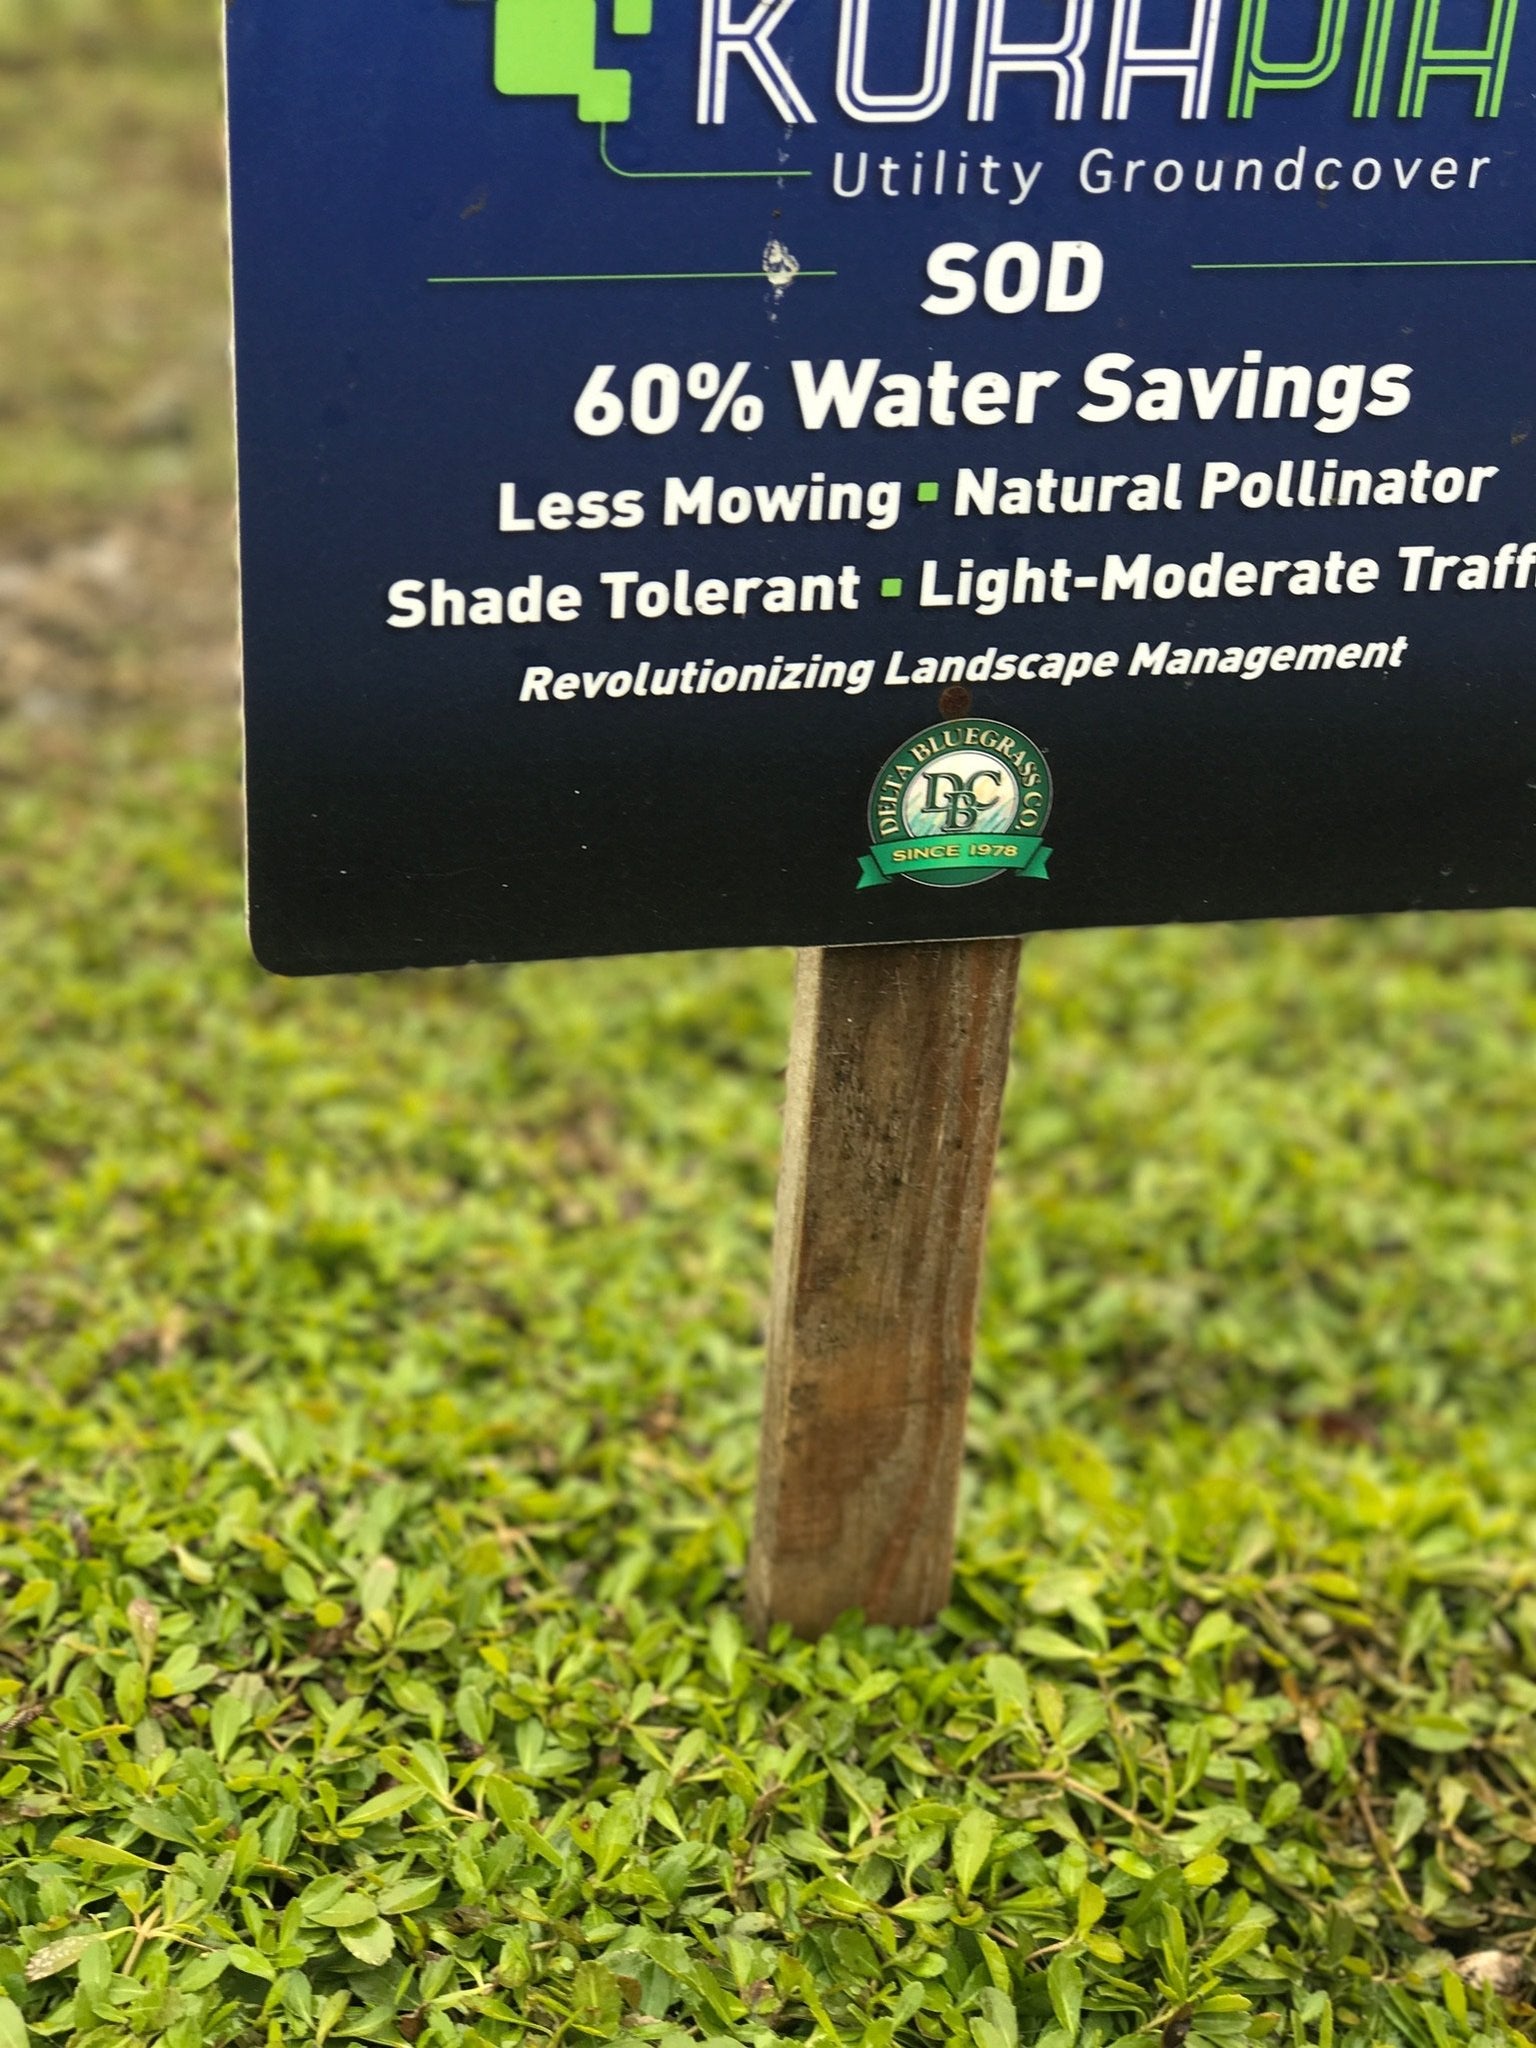 KURAPIA
Utility Groundcover
SOD
60% Water Savings
Less Mowing ▪ Natural Pollinator
Shade Tolerant ▪ Light-Moderate Traff
Revolutionizing Landscape Management
DELTA BLUEGRASS CO.
DBC
SINCE 1978